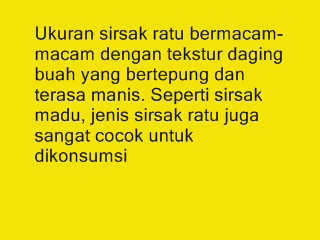 Ukuran sirsak ratu bermacam-
macam dengan tekstur daging
buah yang bertepung dan
terasa manis. Seperti sirsak
madu, jenis sirsak ratu juga
sangat cocok untuk
dikonsumsi